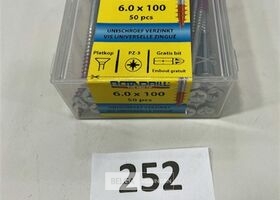 6.0 x 100
50 pcs
UNISCHROEF VERZINKT
VIS UNIVERSELLE ZINGUÉ
Platkop PZ-3 Gratis bit
Embout gratuit
6.0 x 100
50 pcs
252